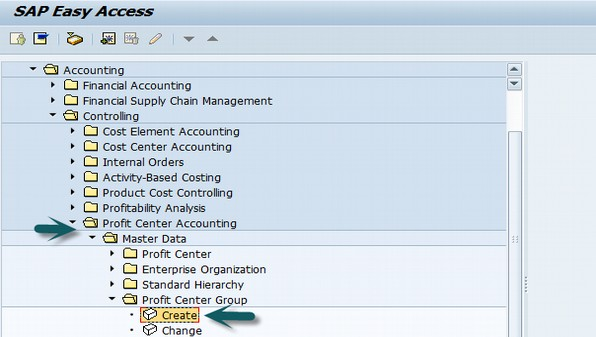 SAP Easy Access
Accounting
Financial Accounting
Financial Supply Chain Management
Controlling
Cost Element Accounting
Cost Center Accounting
Internal Orders
Activity-Based Costing
Product Cost Controlling
Profitability Analysis
Profit Center Accounting
Master Data
Profit Center
Enterprise Organization
Standard Hierarchy
Profit Center Group
Create
Change